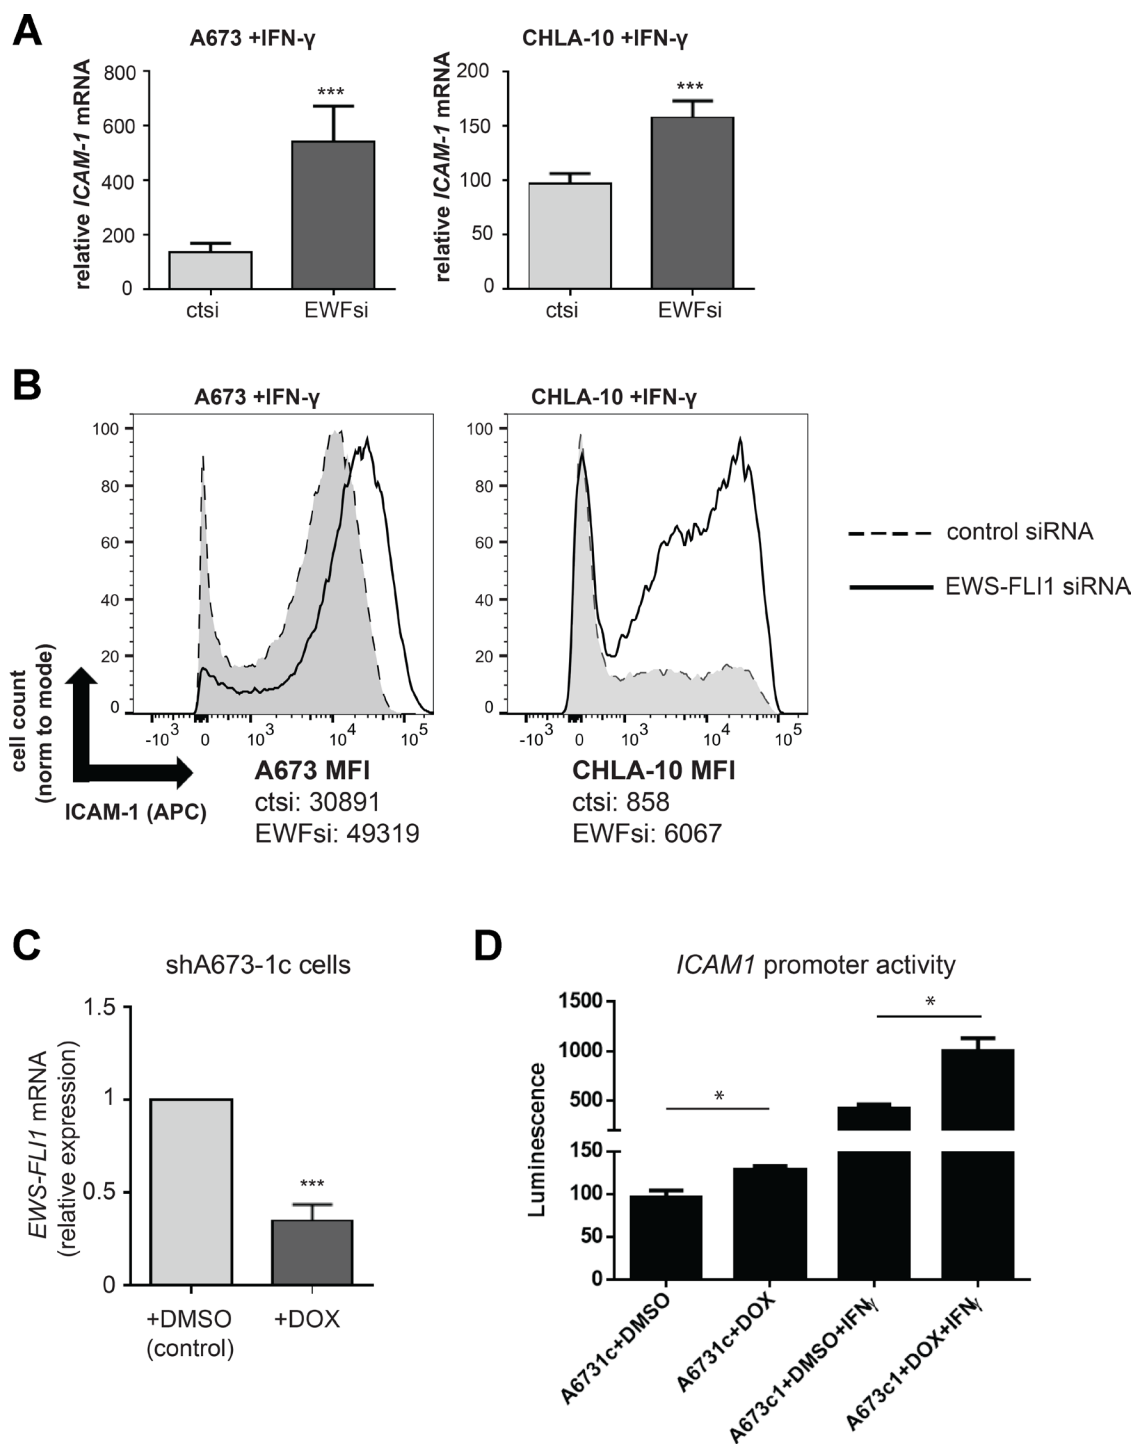 A
A673 +IFN-γ
CHLA-10 +IFN-γ
relative ICAM-1 mRNA
800
600
400
200
0
***
ctsi
EWFsi
relative ICAM-1 mRNA
200
150
100
50
0
***
ctsi
EWFsi
B
A673 +IFN-γ
CHLA-10 +IFN-γ
100
80
60
40
20
0
-10³ 0 10³ 10⁴ 10⁵
100
80
60
40
20
0
-10³ 0 10³ 10⁴ 10⁵
control siRNA
EWS-FLI1 siRNA
cell count
(norm to mode)
ICAM-1 (APC)
A673 MFI
ctsi: 30891
EWFsi: 49319
CHLA-10 MFI
ctsi: 858
EWFsi: 6067
C
shA673-1c cells
EWS-FLI1 mRNA
(relative expression)
1.5
1
0.5
0
***
+DMSO
(control)
+DOX
D
ICAM1 promoter activity
Luminescence
1500
1000
500
150
100
50
0
*
*
A6731c+DMSO
A6731c+DOX
A673c1+DMSO+IFNγ
A673c1+DOX+IFNγ